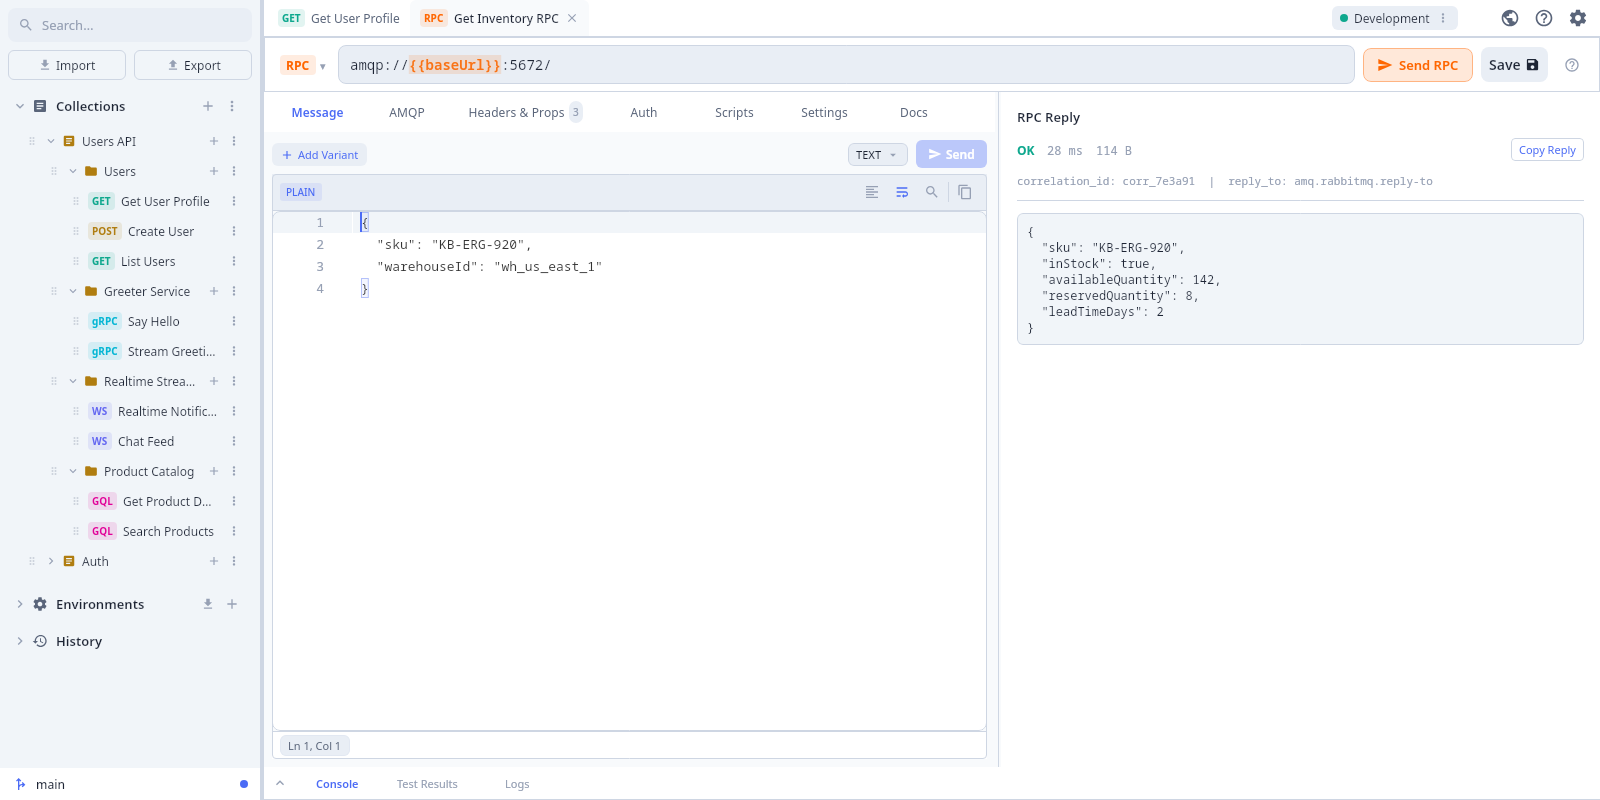 Search...
Import
Export
Collections
Users API
Users
GET Get User Profile
POST Create User
GET List Users
Greeter Service
gRPC Say Hello
gRPC Stream Greeti...
Realtime Strea...
WS Realtime Notific...
WS Chat Feed
Product Catalog
GQL Get Product D...
GQL Search Products
Auth
Environments
History
main
GET Get User Profile
RPC Get Inventory RPC
Development
RPC
amqp://{{baseUrl}}:5672/
Send RPC
Save
Message
AMQP
Headers & Props 3
Auth
Scripts
Settings
Docs
Add Variant
TEXT
Send
PLAIN
1 {
2 "sku": "KB-ERG-920",
3 "warehouseId": "wh_us_east_1"
4 }
Ln 1, Col 1
Console
Test Results
Logs
RPC Reply
OK 28 ms 114 B
Copy Reply
correlation_id: corr_7e3a91 | reply_to: amq.rabbitmq.reply-to
{
"sku": "KB-ERG-920",
"inStock": true,
"availableQuantity": 142,
"reservedQuantity": 8,
"leadTimeDays": 2
}